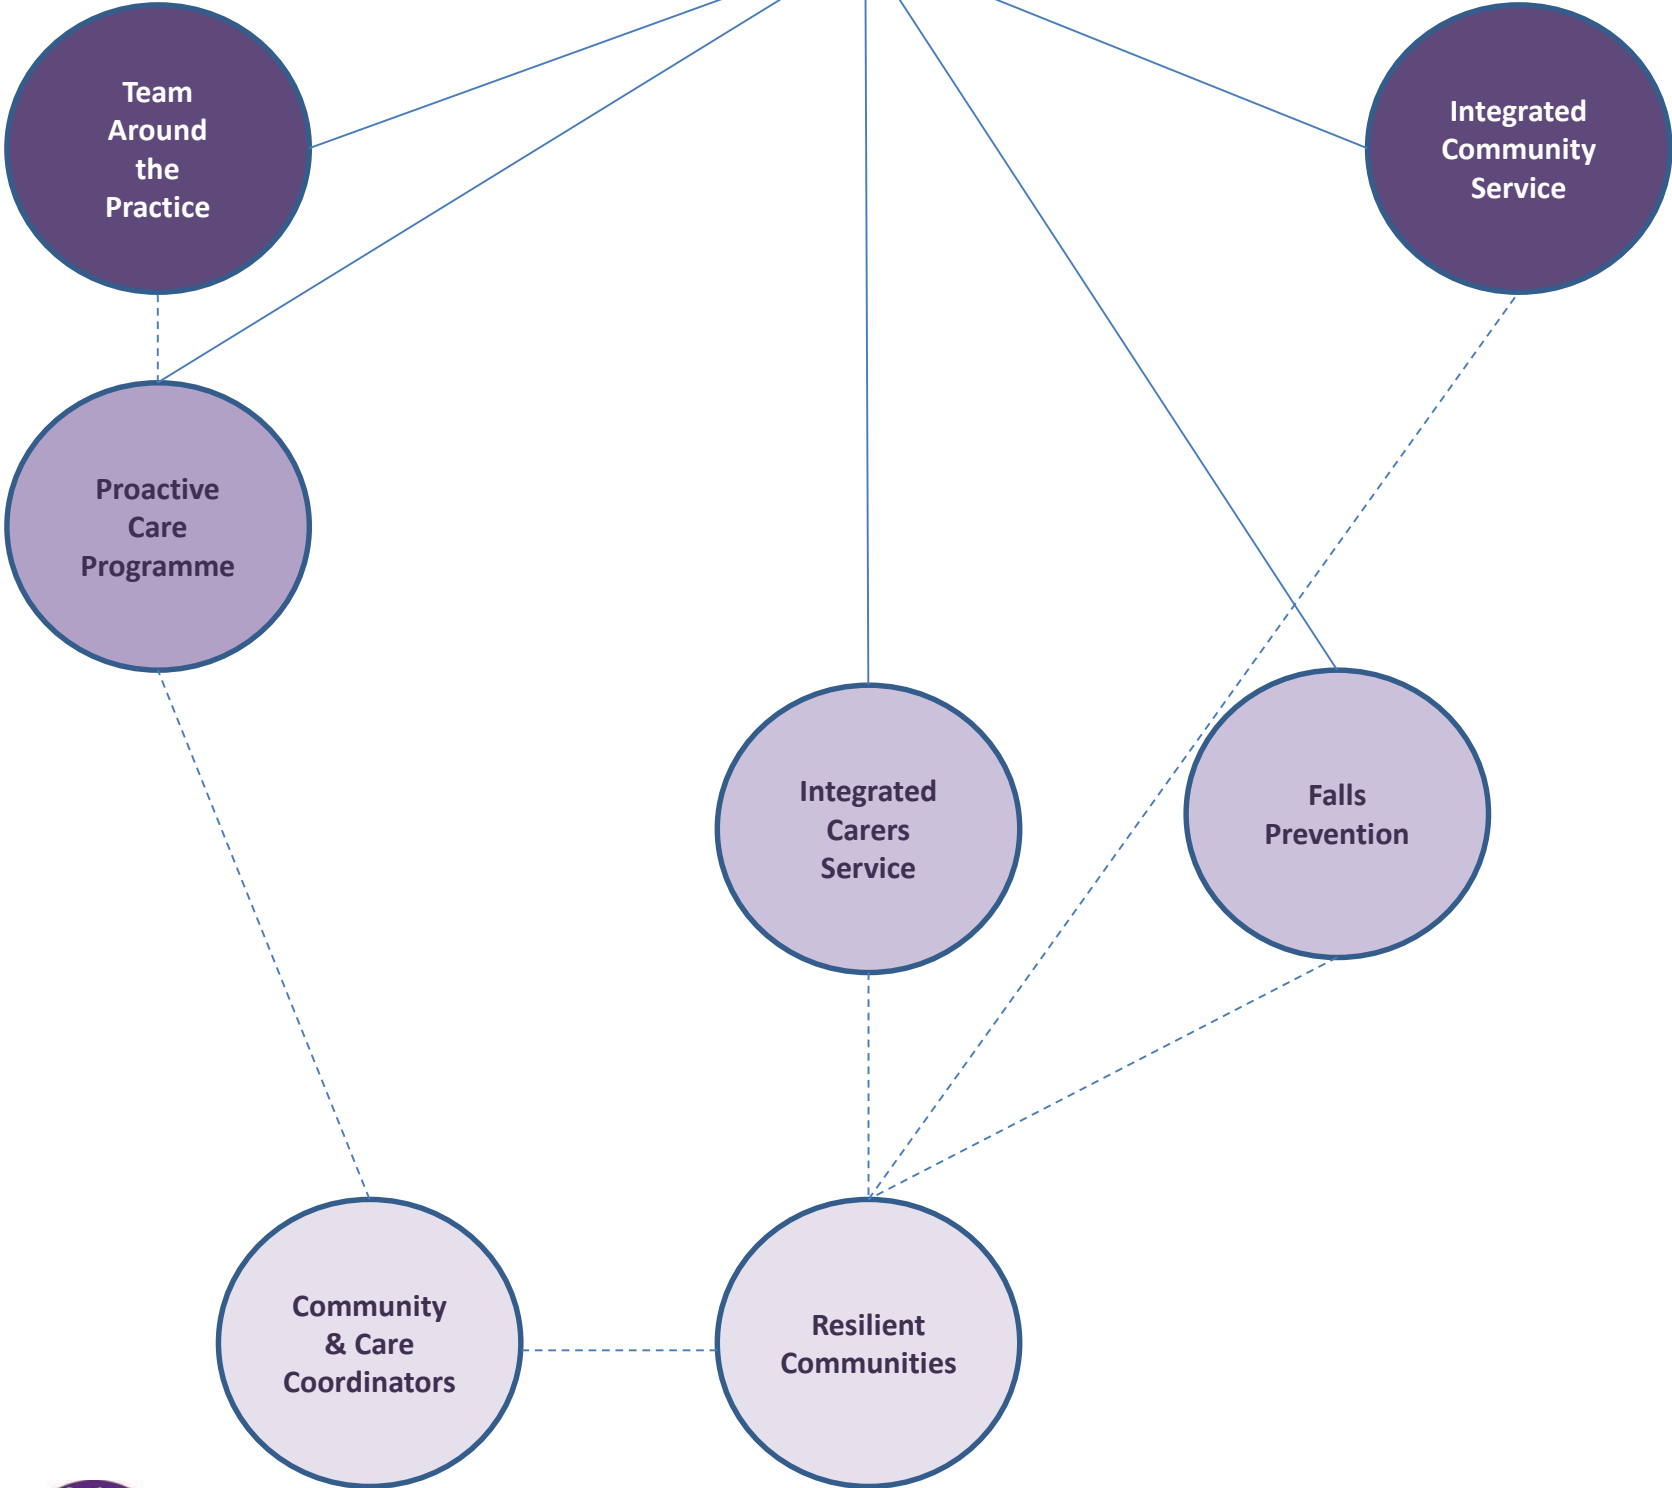 Team
Around
the
Practice
Integrated
Community
Service
Proactive
Care
Programme
Integrated
Carers
Service
Falls
Prevention
Community
& Care
Coordinators
Resilient
Communities